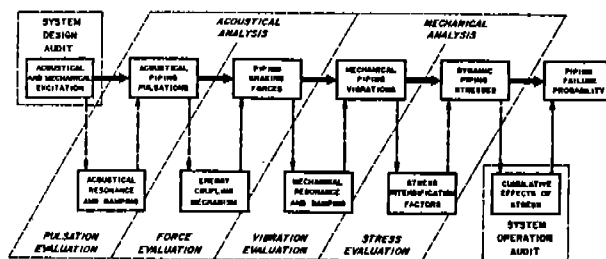 SYSTEM
DESIGN
AUDIT
ACOUSTICAL
ANALYSIS
MECHANICAL
ANALYSIS
ACOUSTICAL
AND MECHANICAL
EXCITATION
ACOUSTICAL
PIPING
PULSATIONS
PIPING
SHAKING
FORCES
MECHANICAL
PIPING
VIBRATIONS
DYNAMIC
PIPING
STRESSES
PIPING
FAILURE
PROBABILITY
ACOUSTICAL
RESONANCE
AND DAMPING
ENERGY
COUPLING
MECHANISM
MECHANICAL
RESONANCE
AND DAMPING
STRESS
INTENSIFICATION
FACTORS
CUMULATIVE
EFFECTS OF
STRESS
PULSATION
EVALUATION
FORCE
EVALUATION
VIBRATION
EVALUATION
STRESS
EVALUATION
SYSTEM
OPERATION
AUDIT